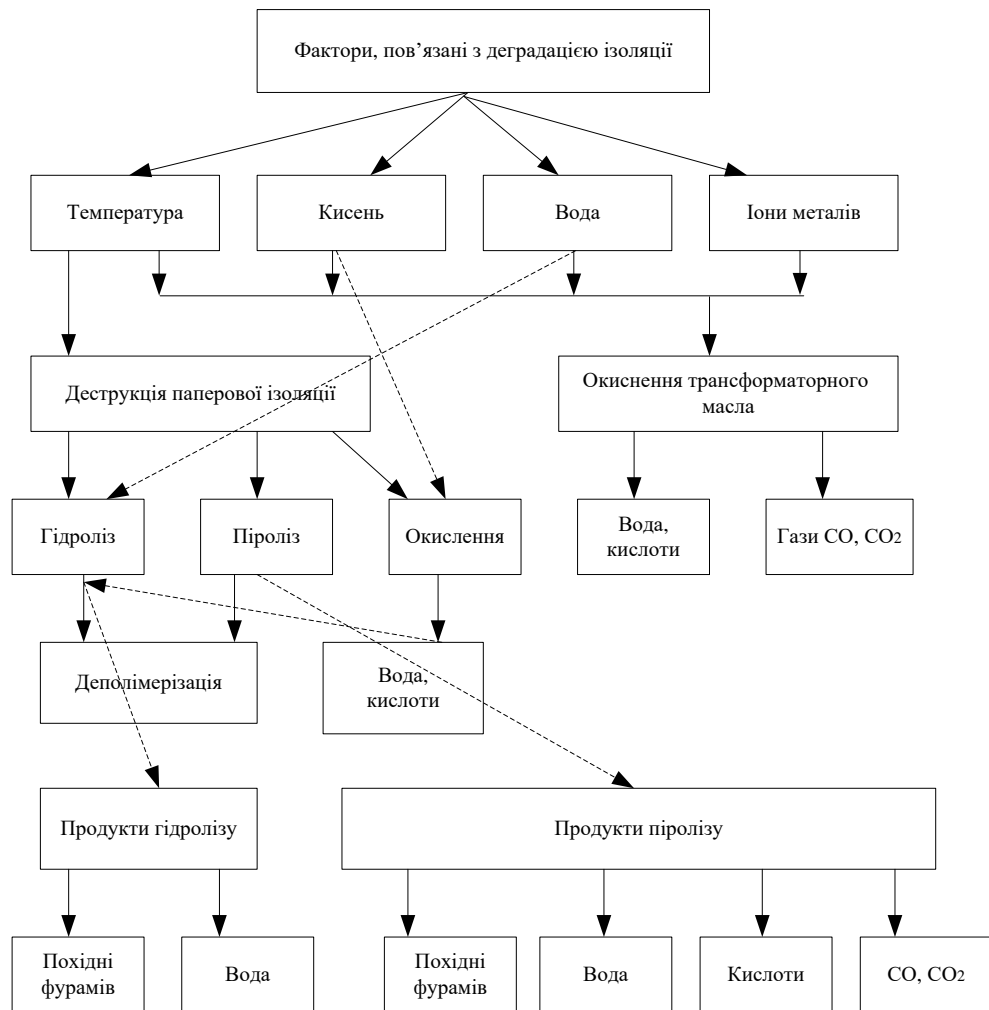 Фактори, пов’язані з деградацією ізоляції
Температура
Кисень
Вода
Іони металів
Деструкція паперової ізоляції
Окиснення трансформаторного
масла
Гідроліз
Піроліз
Окислення
Вода,
кислоти
Гази CO, CO2
Деполімерізація
Вода,
кислоти
Продукти гідролізу
Продукти піролізу
Похідні
фурамів
Вода
Похідні
фурамів
Вода
Кислоти
CO, CO2